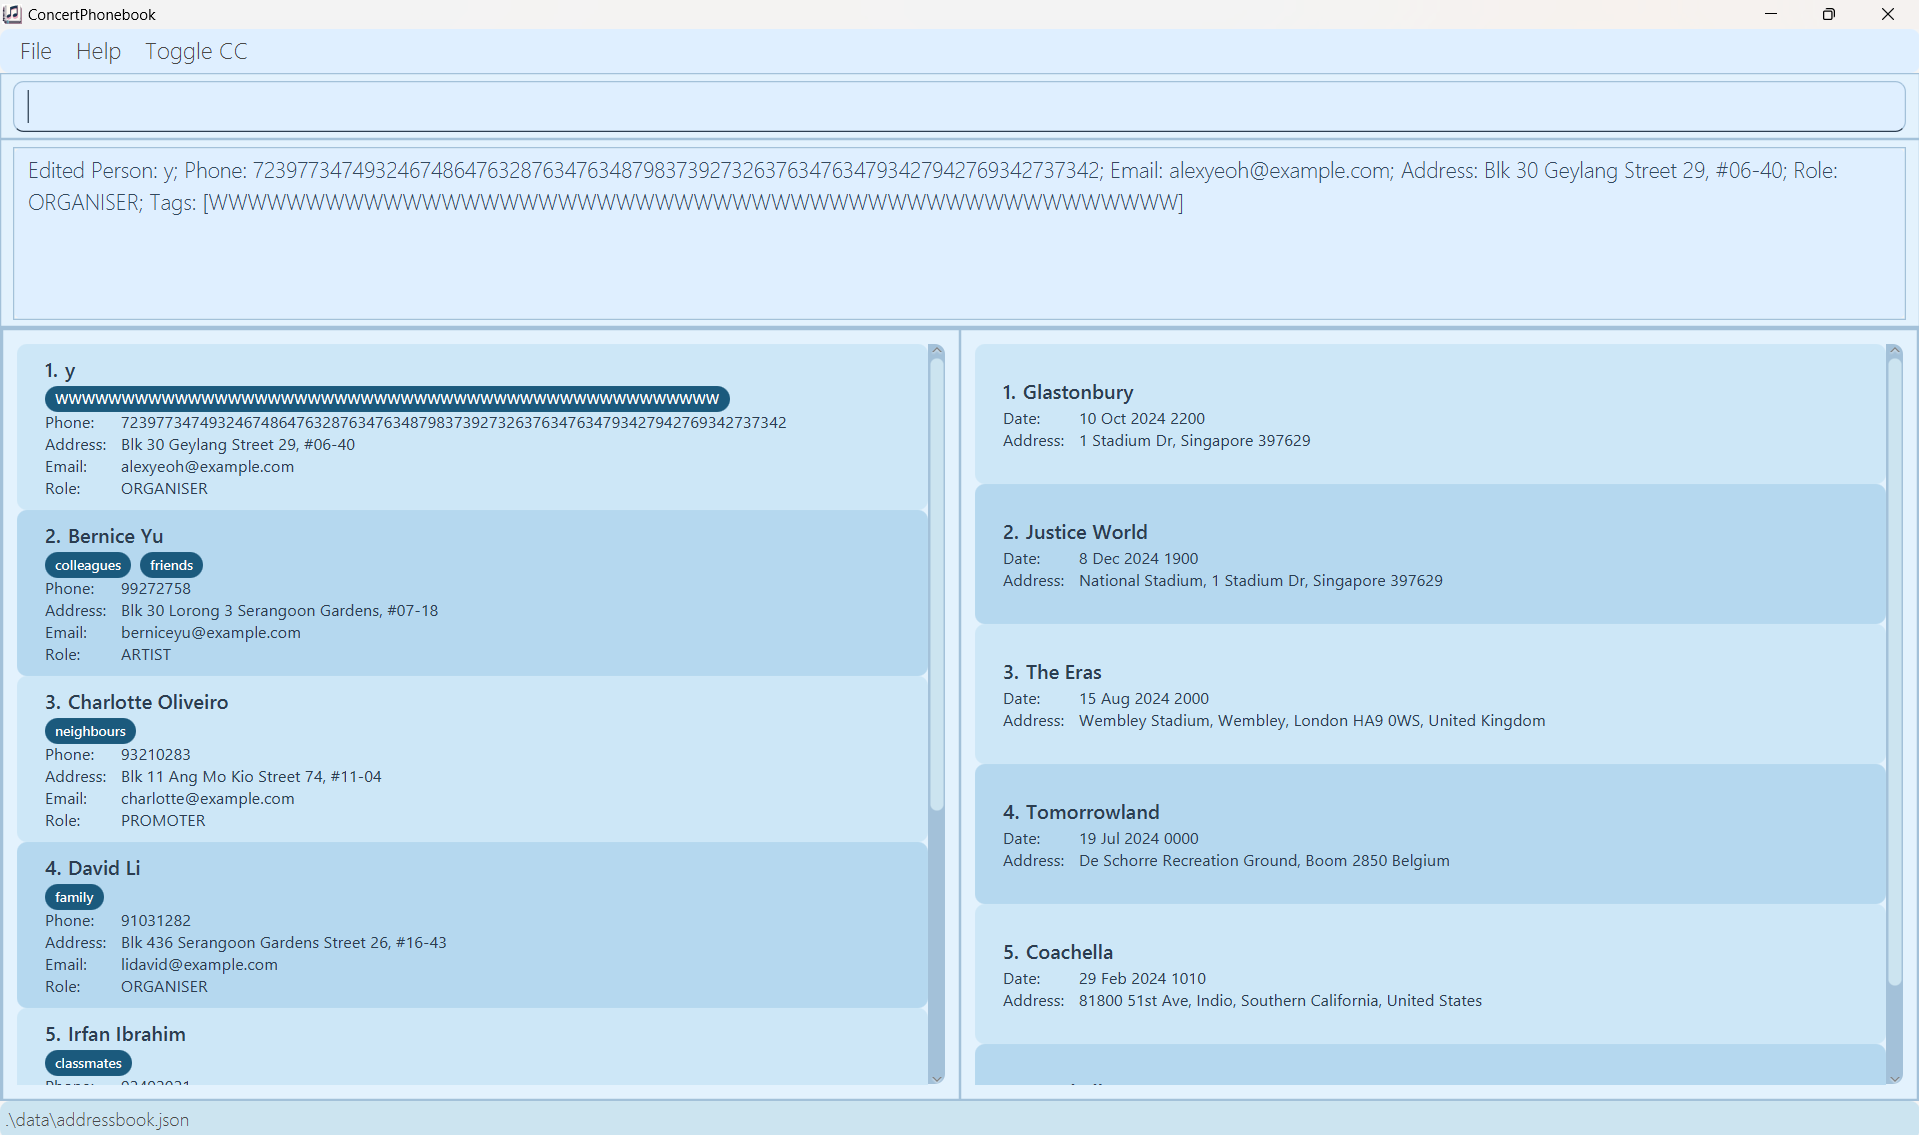 ConcertPhonebook
File Help Toggle CC
Edited Person: y; Phone: 7239773474932467486476328763476348798373927326376347634793427942769342737342; Email: alexyeoh@example.com; Address: Blk 30 Geylang Street 29, #06-40; Role:
ORGANISER; Tags: [WWWWWWWWWWWWWWWWWWWWWWWWWWWWWWWWWWWWWWWWWWWWWWWWWW]
1. y
WWWWWWWWWWWWWWWWWWWWWWWWWWWWWWWWWWWWWWWWWWWWWWWWWW
Phone: 7239773474932467486476328763476348798373927326376347634793427942769342737342
Address: Blk 30 Geylang Street 29, #06-40
Email: alexyeoh@example.com
Role: ORGANISER
2. Bernice Yu
colleagues friends
Phone: 99272758
Address: Blk 30 Lorong 3 Serangoon Gardens, #07-18
Email: berniceyu@example.com
Role: ARTIST
3. Charlotte Oliveiro
neighbours
Phone: 93210283
Address: Blk 11 Ang Mo Kio Street 74, #11-04
Email: charlotte@example.com
Role: PROMOTER
4. David Li
family
Phone: 91031282
Address: Blk 436 Serangoon Gardens Street 26, #16-43
Email: lidavid@example.com
Role: ORGANISER
5. Irfan Ibrahim
classmates
1. Glastonbury
Date: 10 Oct 2024 2200
Address: 1 Stadium Dr, Singapore 397629
2. Justice World
Date: 8 Dec 2024 1900
Address: National Stadium, 1 Stadium Dr, Singapore 397629
3. The Eras
Date: 15 Aug 2024 2000
Address: Wembley Stadium, Wembley, London HA9 0WS, United Kingdom
4. Tomorrowland
Date: 19 Jul 2024 0000
Address: De Schorre Recreation Ground, Boom 2850 Belgium
5. Coachella
Date: 29 Feb 2024 1010
Address: 81800 51st Ave, Indio, Southern California, United States
.\data\addressbook.json